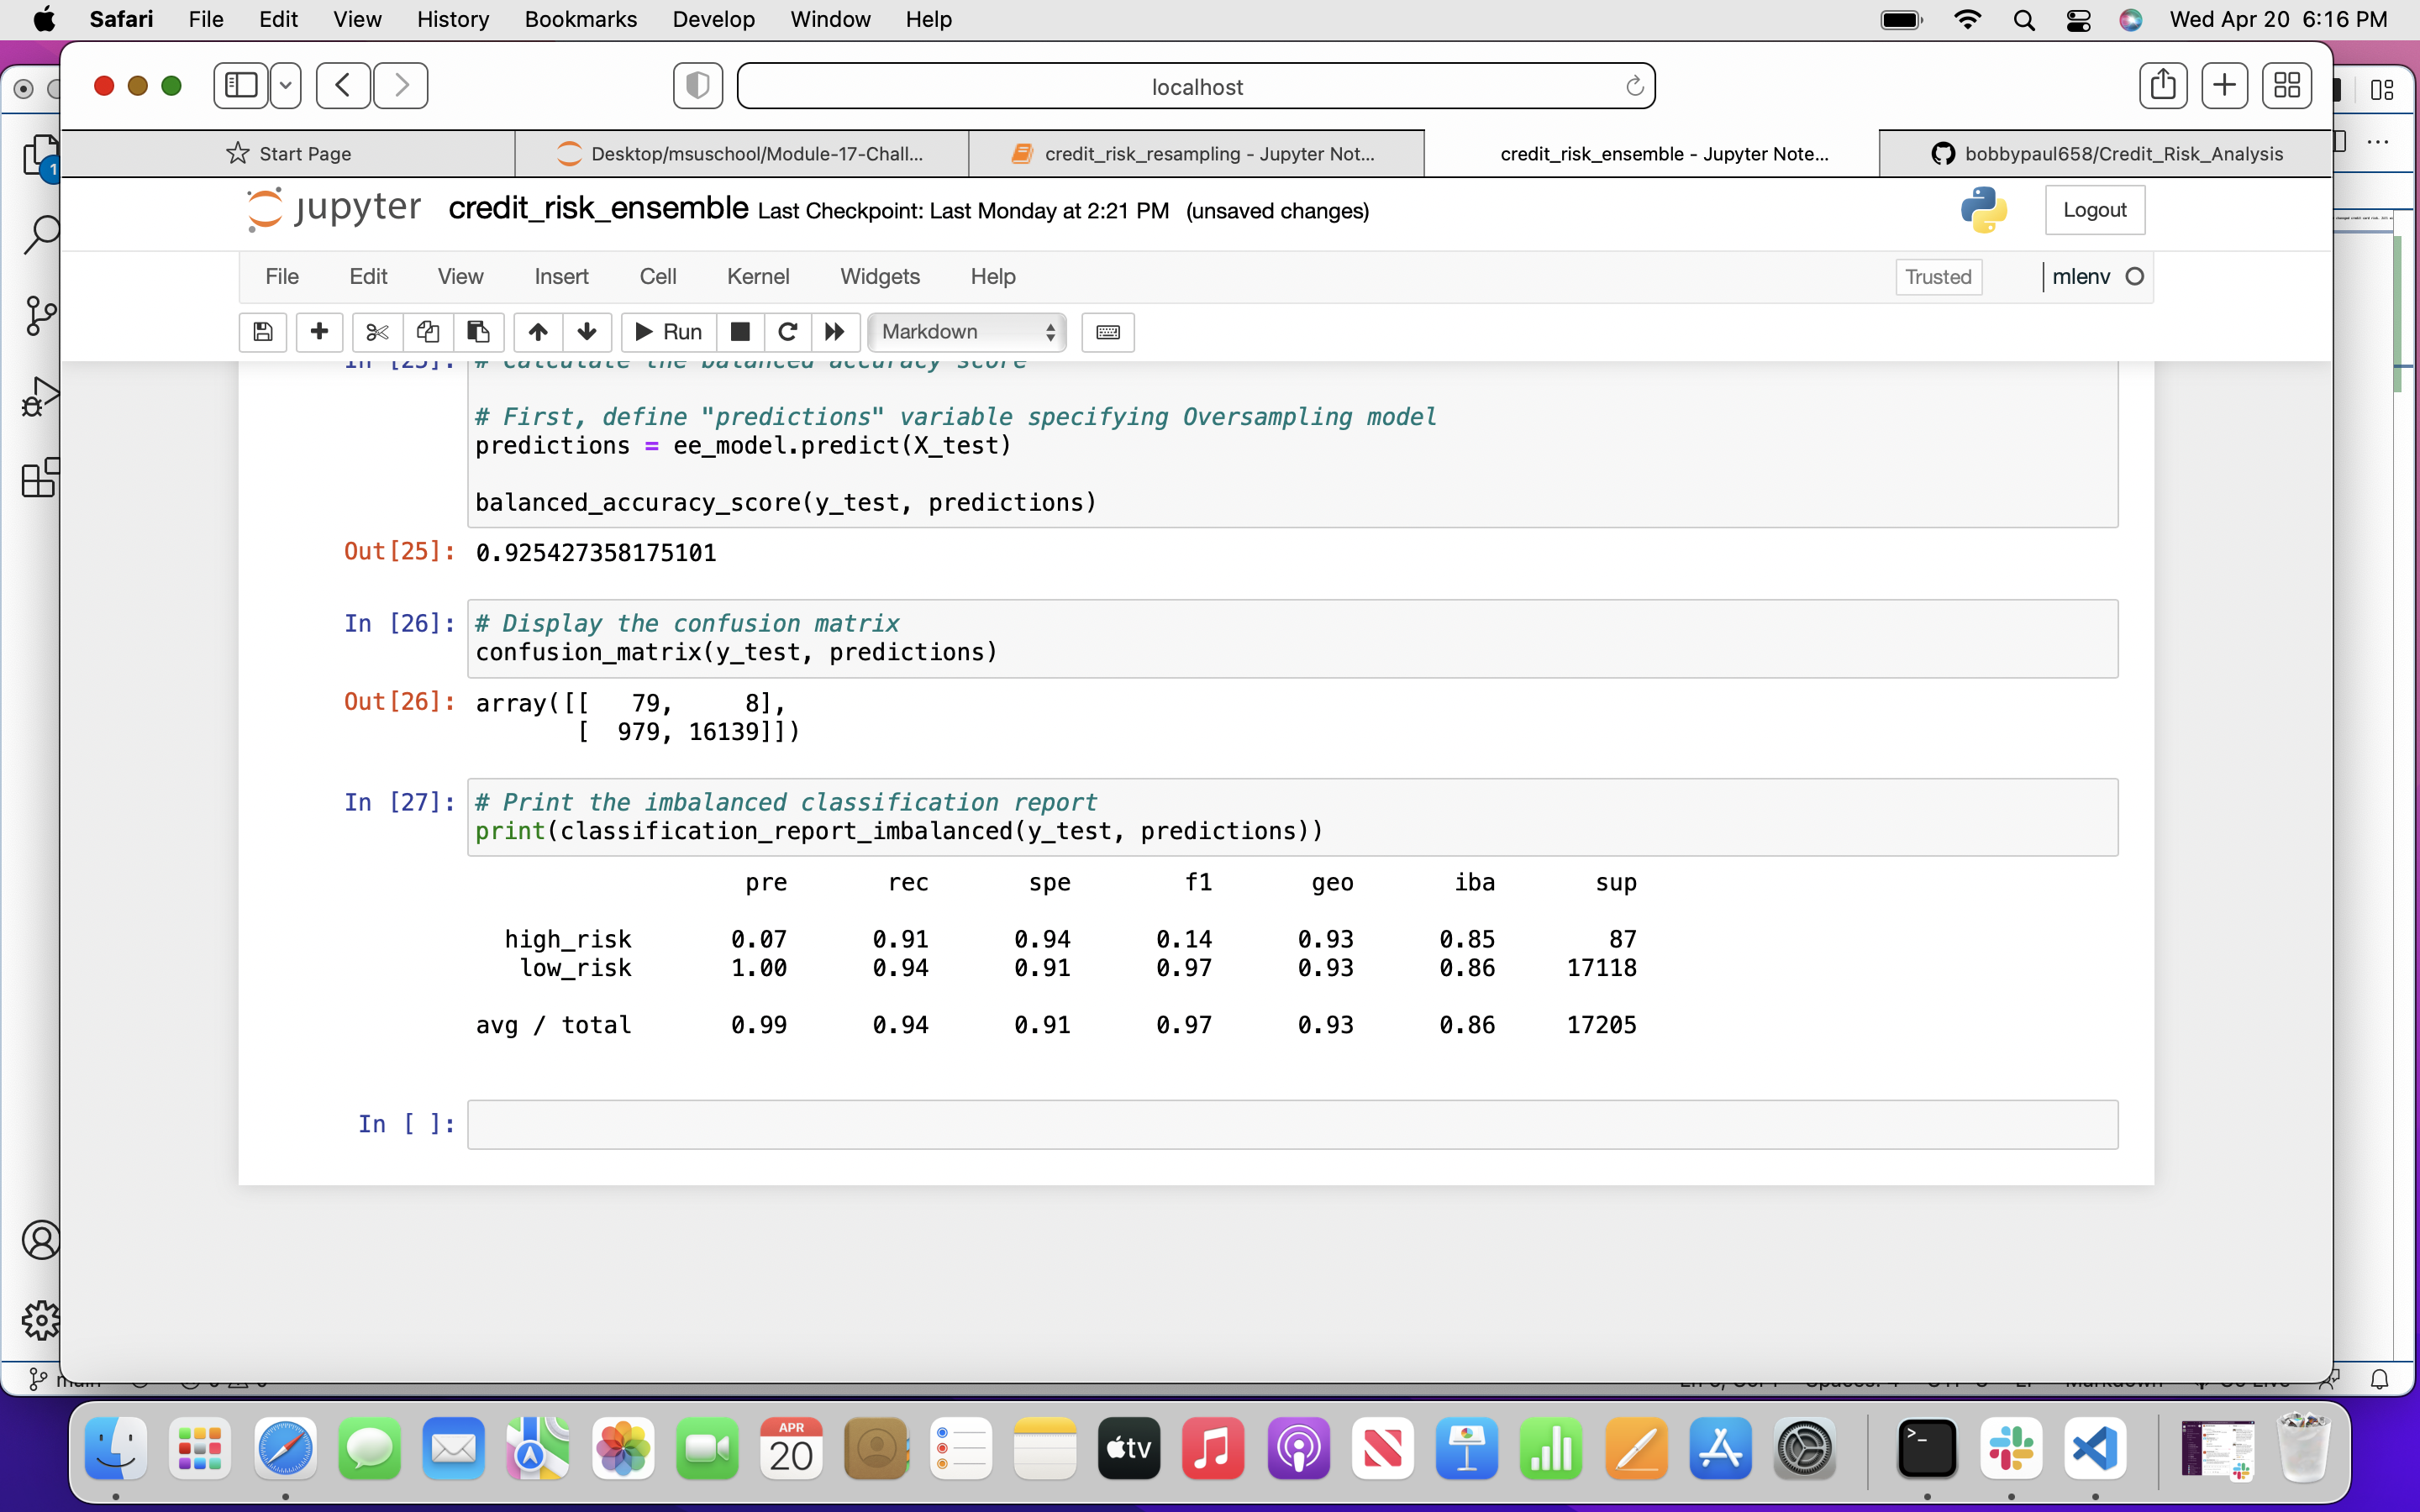 Safari File Edit View History Bookmarks Develop Window Help Wed Apr 20 6:16 PM
localhost
Start Page
Desktop/msuschool/Module-17-Chall...
credit_risk_resampling - Jupyter Not...
credit_risk_ensemble - Jupyter Note...
bobbypaul658/Credit_Risk_Analysis
1
jupyter credit_risk_ensemble Last Checkpoint: Last Monday at 2:21 PM (unsaved changes)
Logout
File Edit View Insert Cell Kernel Widgets Help Trusted mlenv
Run Markdown
In [25]: # Calculate the balanced accuracy score
# First, define "predictions" variable specifying Oversampling model
predictions = ee_model.predict(X_test)
balanced_accuracy_score(y_test, predictions)
Out[25]: 0.925427358175101
In [26]: # Display the confusion matrix
confusion_matrix(y_test, predictions)
Out[26]: array([[   79,     8],
[  979, 16139]])
In [27]: # Print the imbalanced classification report
print(classification_report_imbalanced(y_test, predictions))
pre rec spe f1 geo iba sup
high_risk 0.07 0.91 0.94 0.14 0.93 0.85 87
low_risk 1.00 0.94 0.91 0.97 0.93 0.86 17118
avg / total 0.99 0.94 0.91 0.97 0.93 0.86 17205
In [ ]:
APR
20
tv